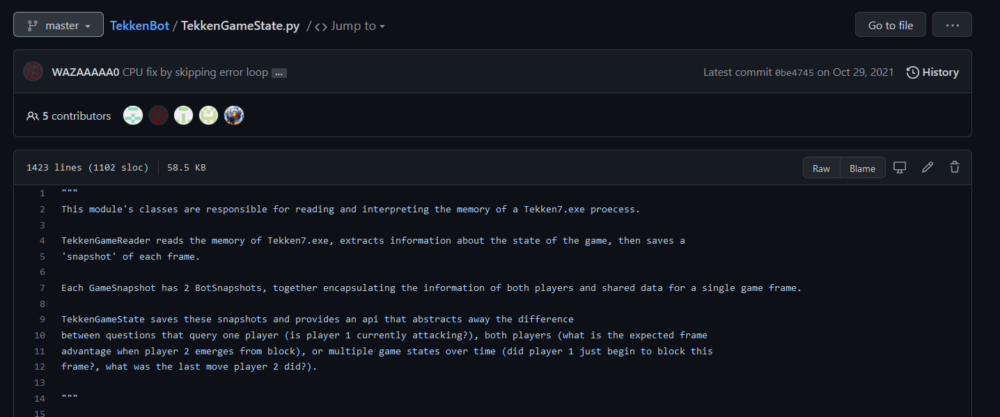 master TekkenBot / TekkenGameState.py / <> Jump to Go to file ...
WAZAAAAA0 CPU fix by skipping error loop ... Latest commit 0be4745 on Oct 29, 2021 History
5 contributors
1423 lines (1102 sloc) 58.5 KB Raw Blame
1 """
2 This module's classes are responsible for reading and interpreting the memory of a Tekken7.exe proecess.
3
4 TekkenGameReader reads the memory of Tekken7.exe, extracts information about the state of the game, then saves a
5 'snapshot' of each frame.
6
7 Each GameSnapshot has 2 BotSnapshots, together encapsulating the information of both players and shared data for a single game frame.
8
9 TekkenGameState saves these snapshots and provides an api that abstracts away the difference
10 between questions that query one player (is player 1 currently attacking?), both players (what is the expected frame
11 advantage when player 2 emerges from block), or multiple game states over time (did player 1 just begin to block this
12 frame?, what was the last move player 2 did?).
13
14 """
15